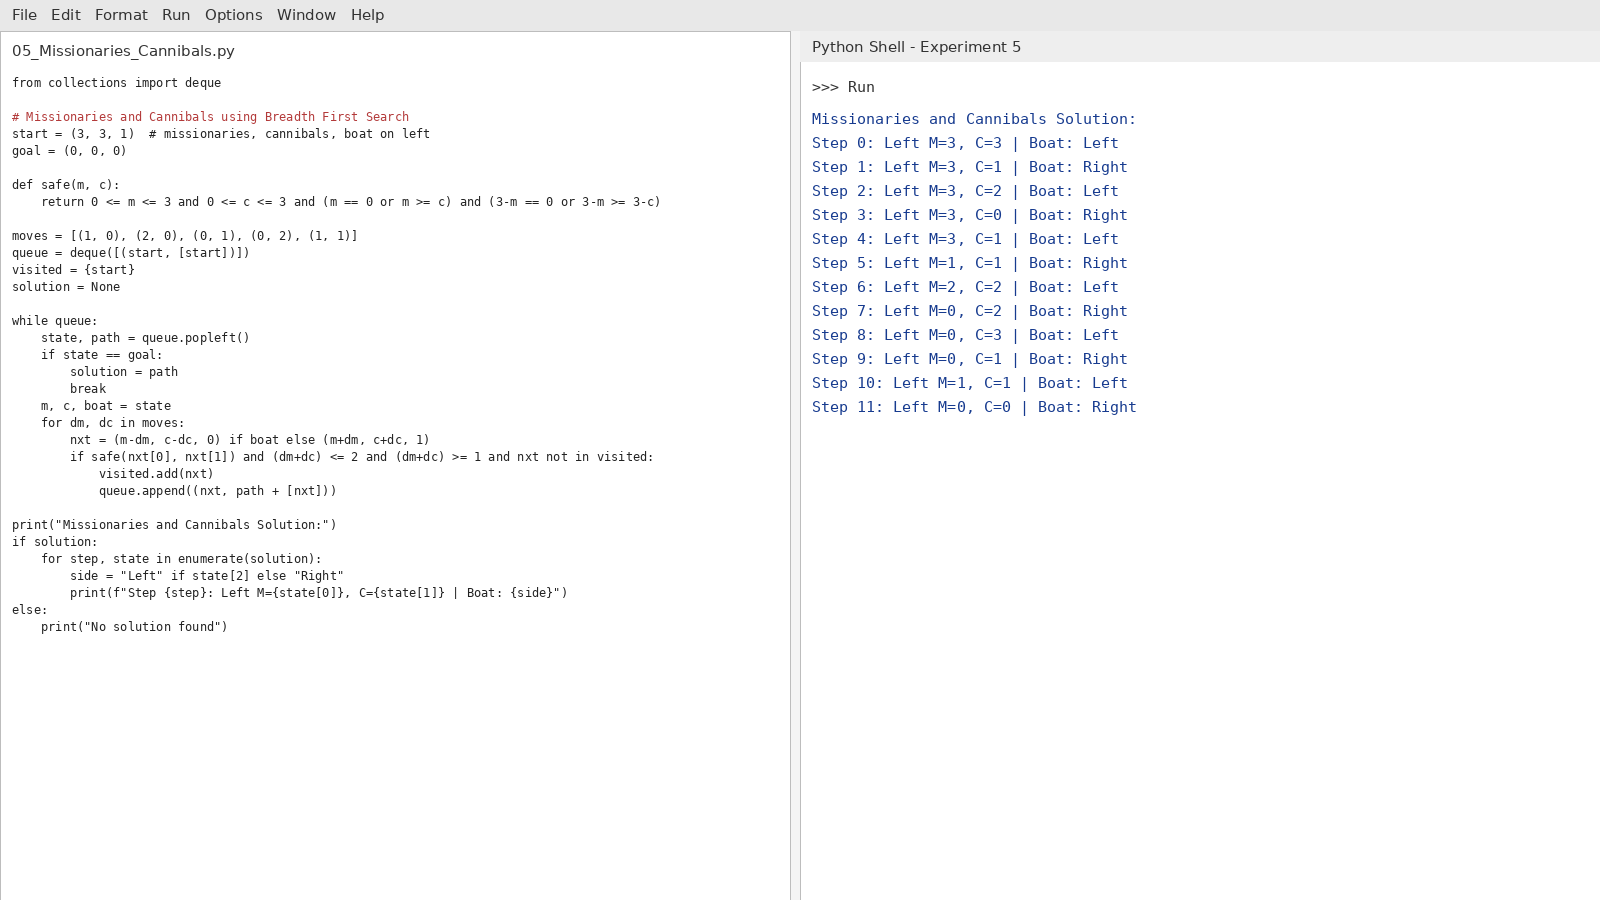 File Edit Format Run Options Window Help
05_Missionaries_Cannibals.py
from collections import deque
# Missionaries and Cannibals using Breadth First Search
start = (3, 3, 1)  # missionaries, cannibals, boat on left
goal = (0, 0, 0)
def safe(m, c):
    return 0 <= m <= 3 and 0 <= c <= 3 and (m == 0 or m >= c) and (3-m == 0 or 3-m >= 3-c)
moves = [(1, 0), (2, 0), (0, 1), (0, 2), (1, 1)]
queue = deque([(start, [start])])
visited = {start}
solution = None
while queue:
    state, path = queue.popleft()
    if state == goal:
        solution = path
        break
    m, c, boat = state
    for dm, dc in moves:
        nxt = (m-dm, c-dc, 0) if boat else (m+dm, c+dc, 1)
        if safe(nxt[0], nxt[1]) and (dm+dc) <= 2 and (dm+dc) >= 1 and nxt not in visited:
            visited.add(nxt)
            queue.append((nxt, path + [nxt]))
print("Missionaries and Cannibals Solution:")
if solution:
    for step, state in enumerate(solution):
        side = "Left" if state[2] else "Right"
        print(f"Step {step}: Left M={state[0]}, C={state[1]} | Boat: {side}")
else:
    print("No solution found")
Python Shell - Experiment 5
>>> Run
Missionaries and Cannibals Solution:
Step 0: Left M=3, C=3 | Boat: Left
Step 1: Left M=3, C=1 | Boat: Right
Step 2: Left M=3, C=2 | Boat: Left
Step 3: Left M=3, C=0 | Boat: Right
Step 4: Left M=3, C=1 | Boat: Left
Step 5: Left M=1, C=1 | Boat: Right
Step 6: Left M=2, C=2 | Boat: Left
Step 7: Left M=0, C=2 | Boat: Right
Step 8: Left M=0, C=3 | Boat: Left
Step 9: Left M=0, C=1 | Boat: Right
Step 10: Left M=1, C=1 | Boat: Left
Step 11: Left M=0, C=0 | Boat: Right